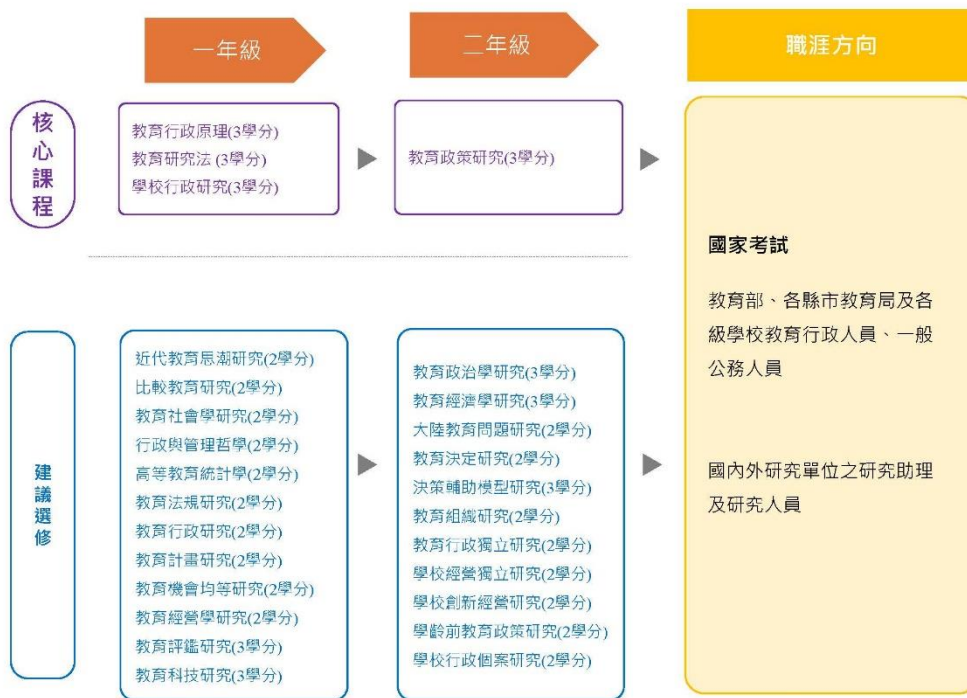 一年級
二年級
職涯方向
核心課程
教育行政原理(3學分)
教育研究法 (3學分)
學校行政研究(3學分)
教育政策研究(3學分)
國家考試
教育部、各縣市教育局及各
級學校教育行政人員、一般
公務人員
國內外研究單位之研究助理
及研究人員
建議選修
近代教育思潮研究(2學分)
比較教育研究(2學分)
教育社會學研究(2學分)
行政與管理哲學(2學分)
高等教育統計學(2學分)
教育法規研究(2學分)
教育行政研究(2學分)
教育計畫研究(2學分)
教育機會均等研究(2學分)
教育經營學研究(2學分)
教育評鑑研究(3學分)
教育科技研究(3學分)
教育政治學研究(3學分)
教育經濟學研究(3學分)
大陸教育問題研究(2學分)
教育決定研究(2學分)
決策輔助模型研究(3學分)
教育組織研究(2學分)
教育行政獨立研究(2學分)
學校經營獨立研究(2學分)
學校創新經營研究(2學分)
學齡前教育政策研究(2學分)
學校行政個案研究(2學分)